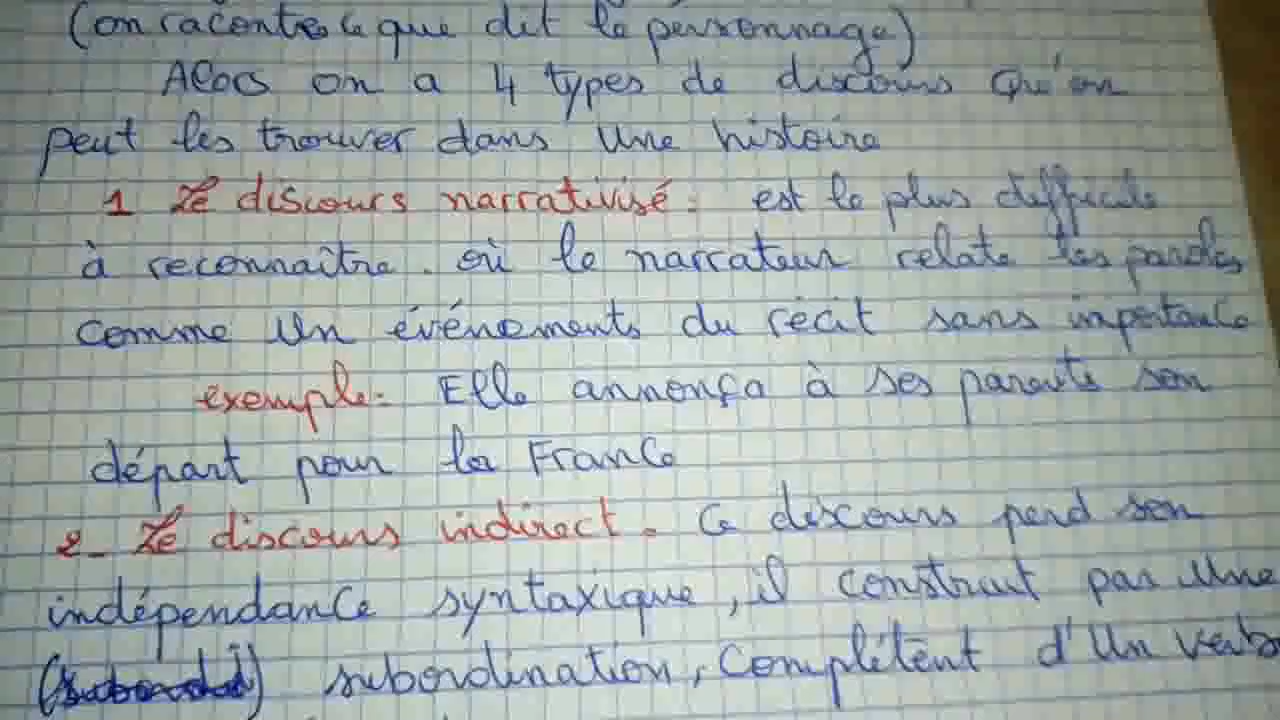 (on raconte ce que dit le personnage)
Alors on a 4 types de discours Qu'on
peut les trouver dans une histoire
1 Le discours narrativisé : est le plus difficile
à reconnaître. où le narrateur relate les paroles
comme un événements du récit sans importance
exemple: Elle annonça à ses parents son
départ pour la France
2- Le discours indirect. Ce discours perd son
indépendance syntaxique, il construit par une
subordination, Complétent d'un verbe